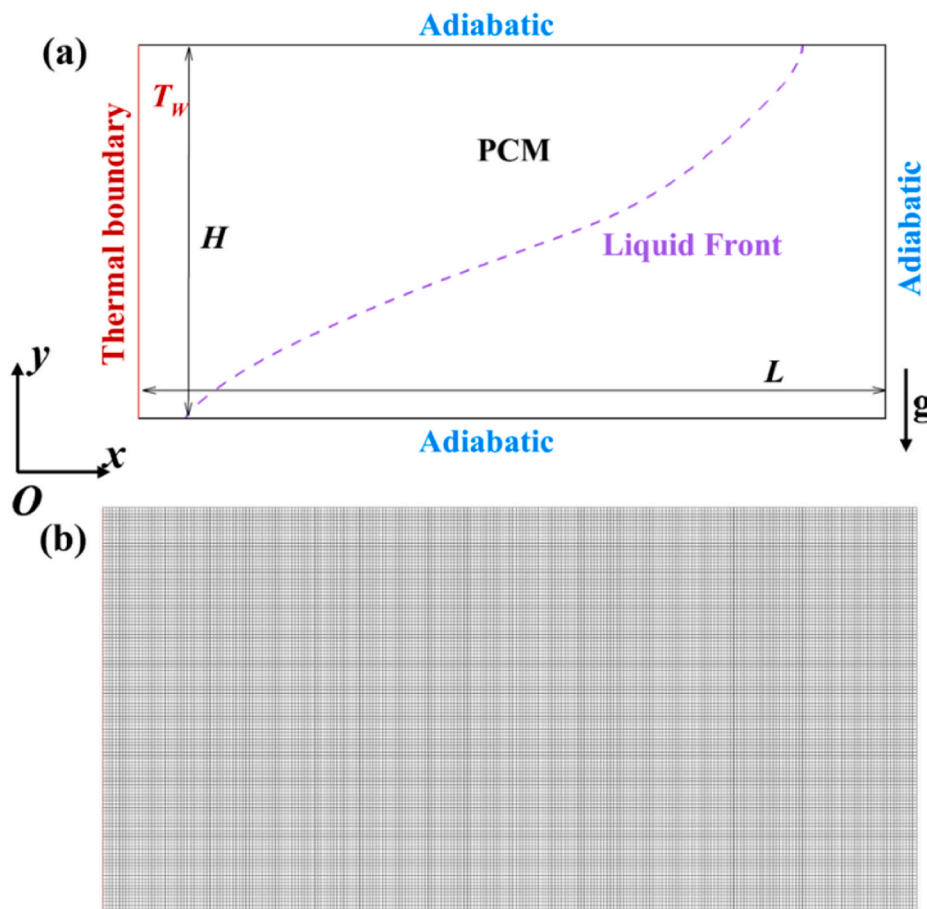 Adiabatic
(a)
T_W
Thermal boundary
PCM
H
Liquid Front
Adiabatic
L
y
g
x
Adiabatic
O
(b)